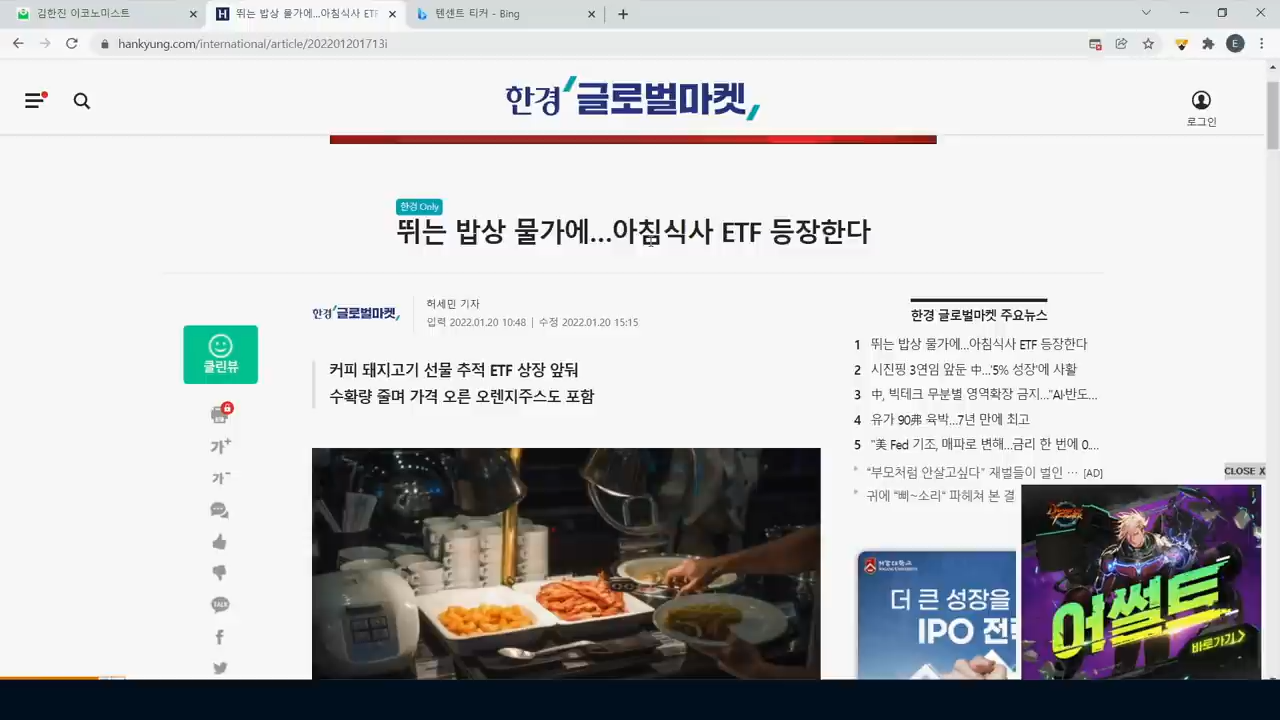 김한진 이코노미스트
뛰는 밥상 물가에...아침식사 ETF
텐센트 티커 - Bing
hankyung.com/international/article/202201201713i
E
한경 글로벌마켓
로그인
한경 Only
뛰는 밥상 물가에...아침식사 ETF 등장한다
한경 글로벌마켓
허세민 기자
입력 2022.01.20 10:48 | 수정 2022.01.20 15:15
커피 돼지고기 선물 추적 ETF 상장 앞둬
수확량 줄며 가격 오른 오렌지주스도 포함
클린뷰
가+
가-
TALK
한경 글로벌마켓 주요뉴스
1 뛰는 밥상 물가에...아침식사 ETF 등장한다
2 시진핑 3연임 앞둔 中...'5% 성장'에 사활
3 中, 빅테크 무분별 영역확장 금지..."AI·반도...
4 유가 90弗 육박...7년 만에 최고
5 "美 Fed 기조, 매파로 변해...금리 한 번에 0....
"부모처럼 안살고싶다" 재벌들이 벌인 … [AD]
귀에 "삐~소리" 파헤쳐 본 결
CLOSE X
더 큰 성장을
IPO 전
어썰트
바로가기>